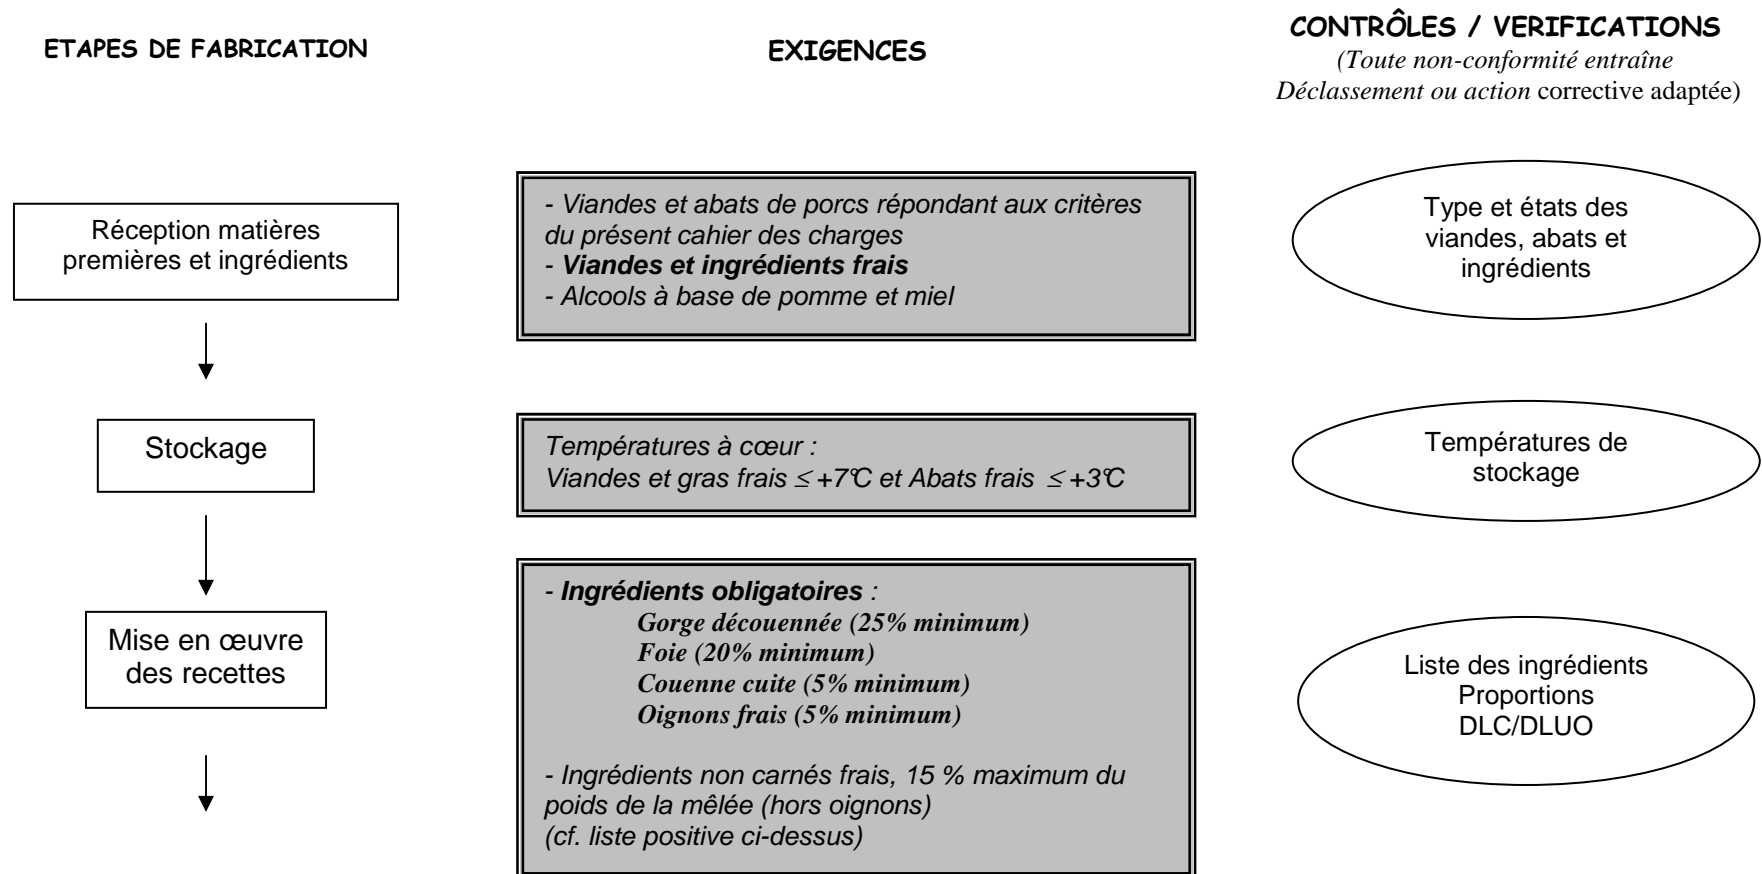 ETAPES DE FABRICATION
EXIGENCES
CONTRÔLES / VERIFICATIONS
(Toute non-conformité entraîne
Déclassement ou action corrective adaptée)
Réception matières
premières et ingrédients
- Viandes et abats de porcs répondant aux critères
du présent cahier des charges
- Viandes et ingrédients frais
- Alcools à base de pomme et miel
Type et états des
viandes, abats et
ingrédients
Stockage
Températures à cœur :
Viandes et gras frais ≤ +7°C et Abats frais ≤ +3°C
Températures de
stockage
Mise en œuvre
des recettes
- Ingrédients obligatoires :
Gorge découennée (25% minimum)
Foie (20% minimum)
Couenne cuite (5% minimum)
Oignons frais (5% minimum)
- Ingrédients non carnés frais, 15 % maximum du
poids de la mêlée (hors oignons)
(cf. liste positive ci-dessus)
Liste des ingrédients
Proportions
DLC/DLUO